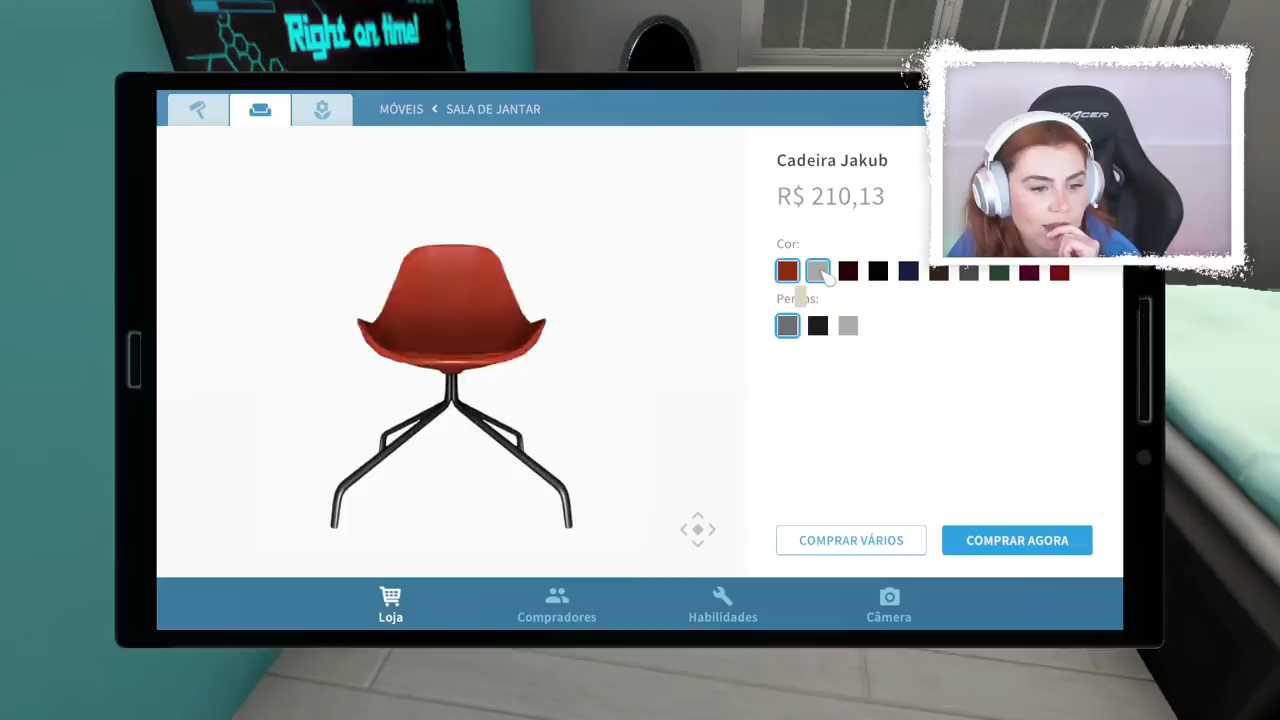 Right on time!
MÓVEIS < SALA DE JANTAR
Cadeira Jakub
R$ 210,13
Cor:
COMPRAR VÁRIOS
COMPRAR AGORA
Loja
Compradores
Habilidades
Câmera